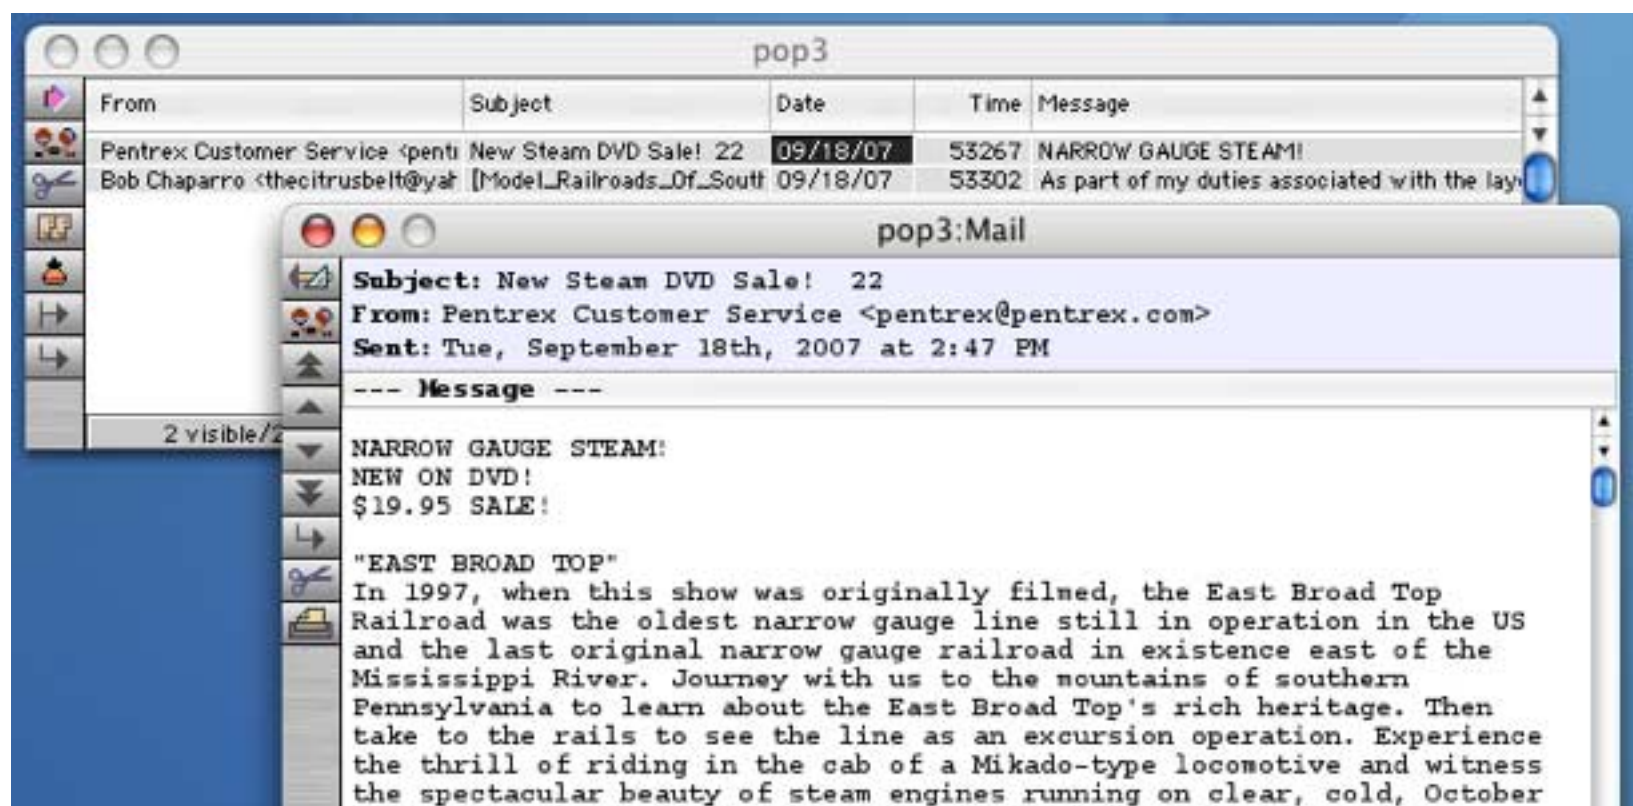 pop3
From Subject Date Time Message
Pentrex Customer Service <pent New Steam DVD Sale! 22 09/18/07 53267 NARROW GAUGE STEAM!
Bob Chaparro <thecitrusbelt@yah [Model_Railroads_Of_Sout 09/18/07 53302 As part of my duties associated with the lay
2 visible/2
pop3:Mail
Subject: New Steam DVD Sale! 22
From: Pentrex Customer Service <pentrex@pentrex.com>
Sent: Tue, September 18th, 2007 at 2:47 PM
--- Message ---
NARROW GAUGE STEAM!
NEW ON DVD!
$19.95 SALE!
"EAST BROAD TOP"
In 1997, when this show was originally filmed, the East Broad Top
Railroad was the oldest narrow gauge line still in operation in the US
and the last original narrow gauge railroad in existence east of the
Mississippi River. Journey with us to the mountains of southern
Pennsylvania to learn about the East Broad Top's rich heritage. Then
take to the rails to see the line as an excursion operation. Experience
the thrill of riding in the cab of a Mikado-type locomotive and witness
the spectacular beauty of steam engines running on clear, cold, October